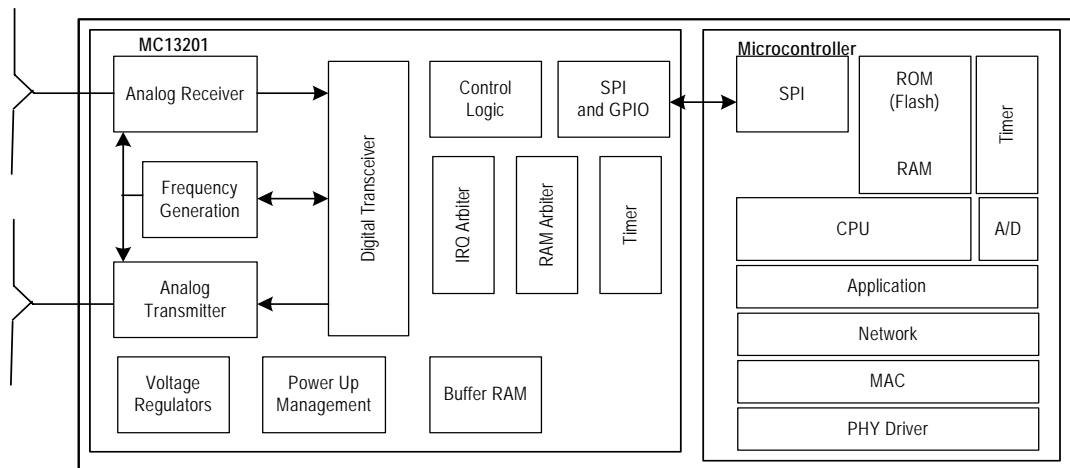 MC13201
Analog Receiver
Frequency
Generation
Analog
Transmitter
Digital Transceiver
Control
Logic
SPI
and GPIO
IRQ Arbiter
RAM Arbiter
Timer
Voltage
Regulators
Power Up
Management
Buffer RAM
Microcontroller
SPI
ROM
(Flash)
RAM
Timer
CPU
A/D
Application
Network
MAC
PHY Driver